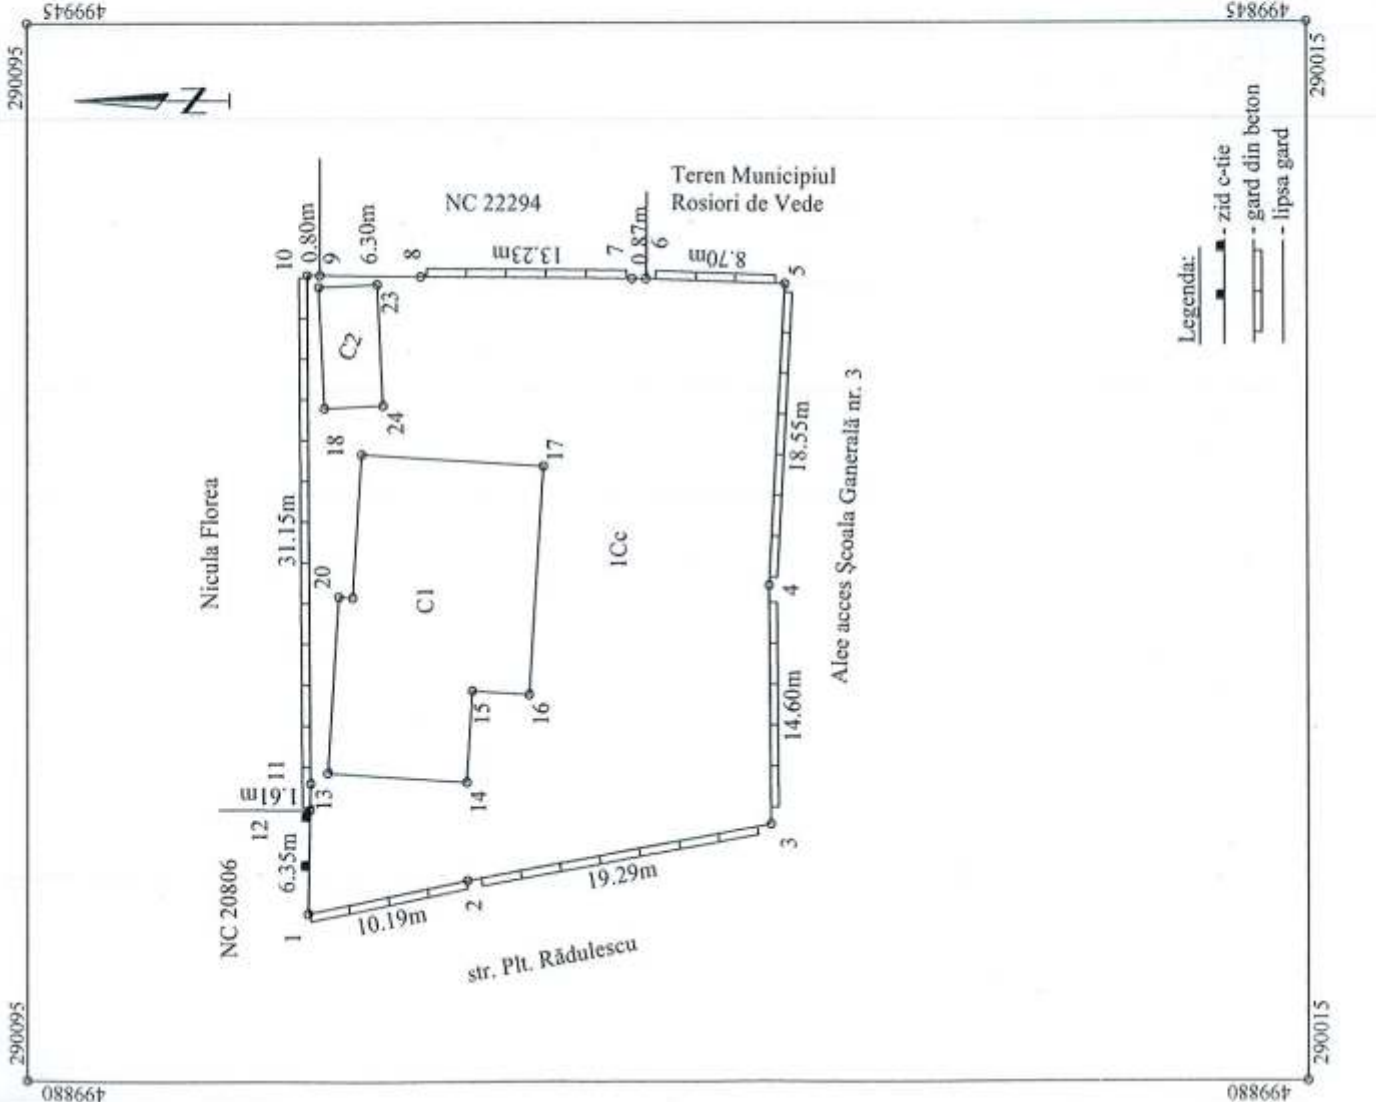 499945
290095
499845
290015
N
Nicula Florea
NC 20806
NC 22294
Teren Municipiul
Rosiori de Vede
10
0.80m
9
6.30m
8
13.23m
7
0.87m
6
8.70m
5
23
C2
24
18
17
31.15m
20
C1
1Cc
18.55m
4
Alee acces Școala Ganerală nr. 3
14.60m
15
16
11
1.61m
13
12
6.35m
14
3
19.29m
2
10.19m
1
str. Plt. Rădulescu
Legenda:
- zid c-tie
- gard din beton
- lipsa gard
290095
499880
290015
499880